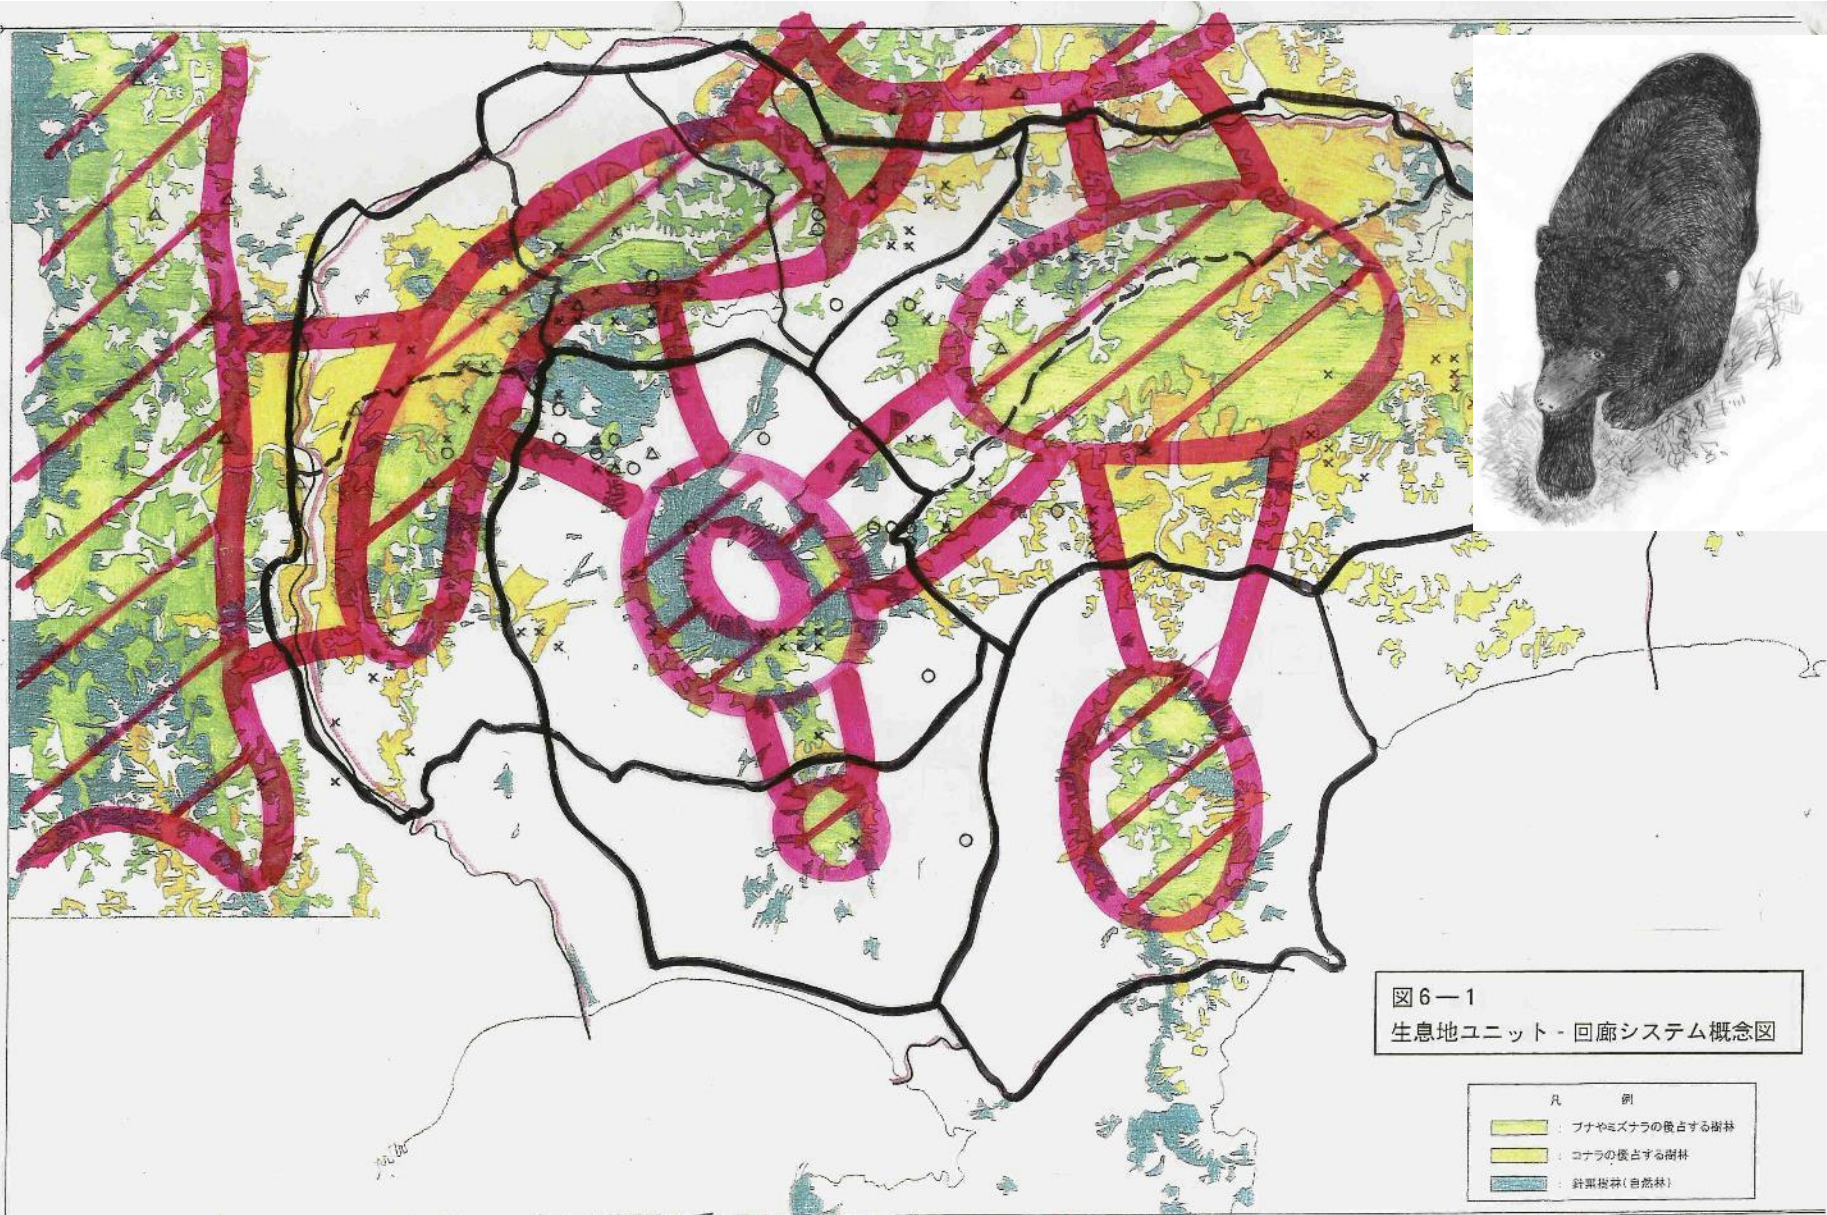 図6―1
生息地ユニット - 回廊システム概念図
凡 例
: ブナやミズナラの優占する樹林
: コナラの優占する樹林
: 針葉樹林(自然林)